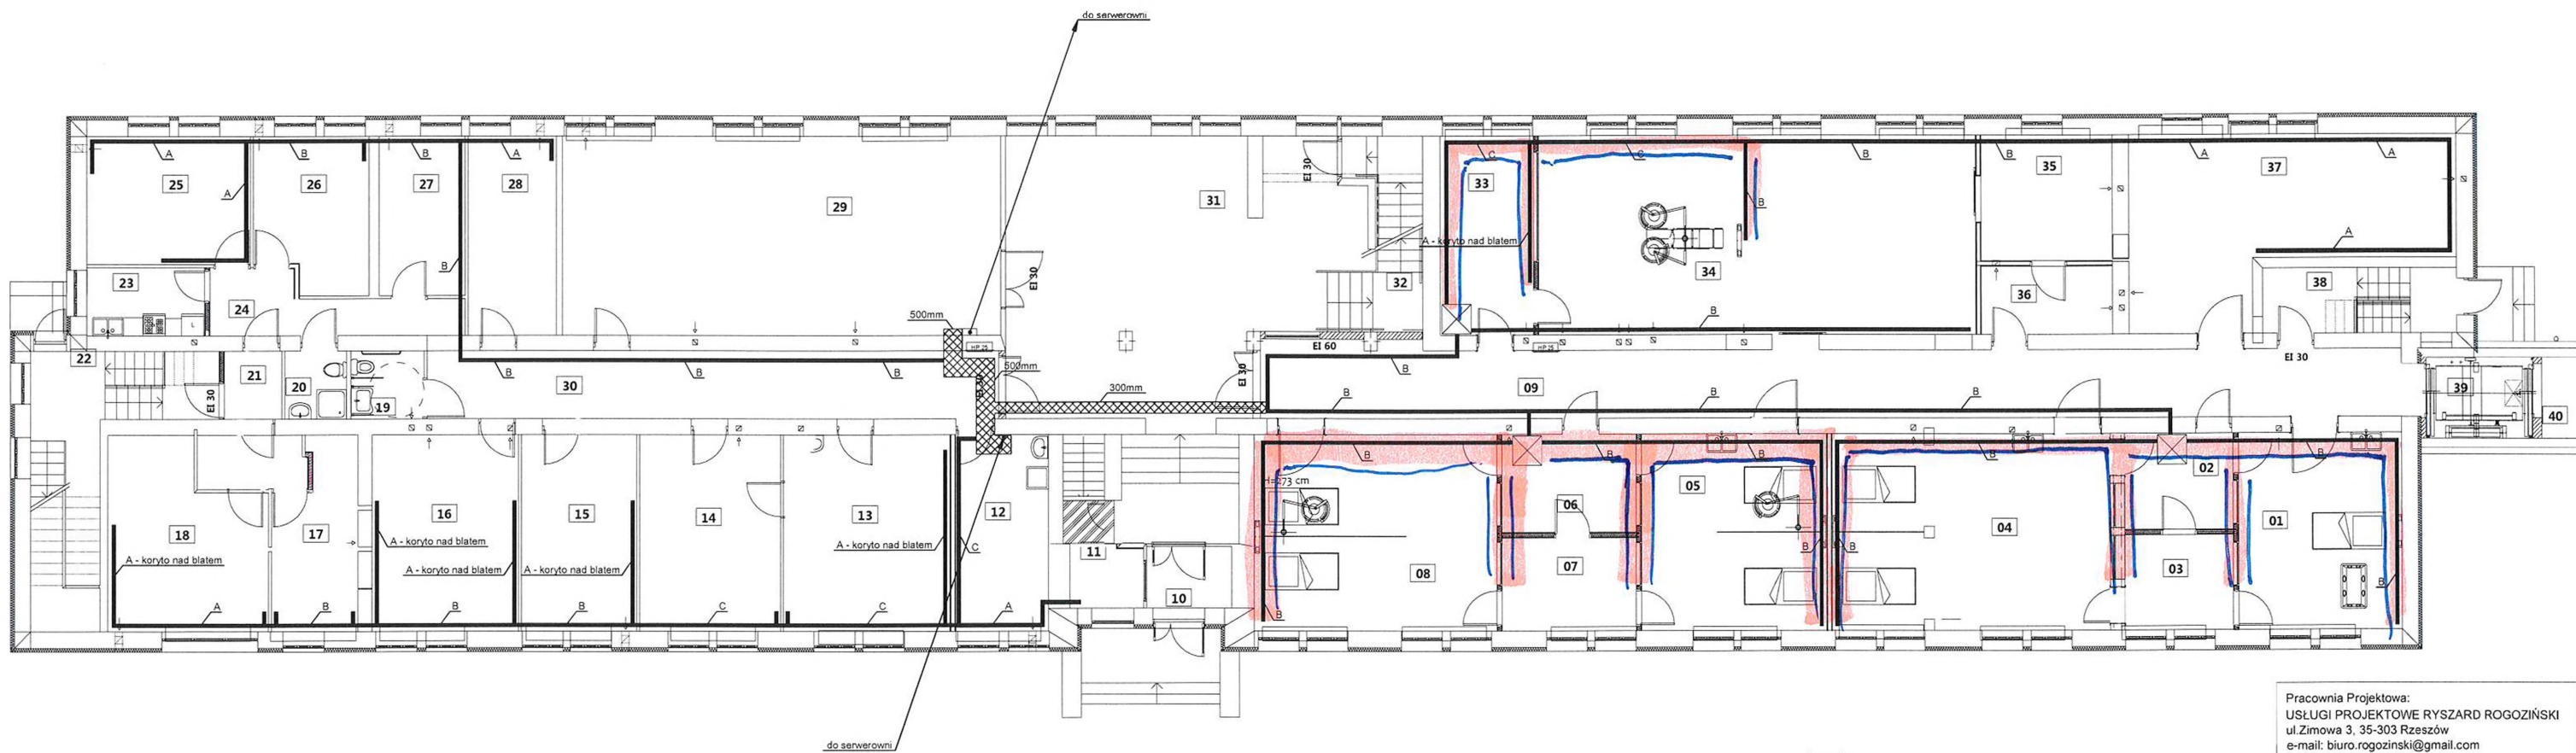 do serwerowni
A
B
B
A
C
C
B
B
A
A
25
26
27
28
29
31
33
34
35
37
A
EI 30
B
A - koryto nad blatem
A
B
23
24
EI 30
32
36
38
500mm
HP 25
B
EI 60
HP 25
EI 30
22
21
20
19
30
B
B
B
500mm
EI 30
300mm
EI 30
B
09
B
B
B
39
40
B
B
B
B
H=273 cm
02
18
17
16
15
14
13
12
11
10
08
06
07
05
04
03
01
A - koryto nad blatem
A - koryto nad blatem
A - koryto nad blatem
A - koryto nad blatem
A - koryto nad blatem
C
B
B
B
A
B
B
B
C
C
A
B
do serwerowni
Pracownia Projektowa:
USŁUGI PROJEKTOWE RYSZARD ROGOZIŃSKI
ul.Zimowa 3, 35-303 Rzeszów
e-mail: biuro.rogozinski@gmail.com